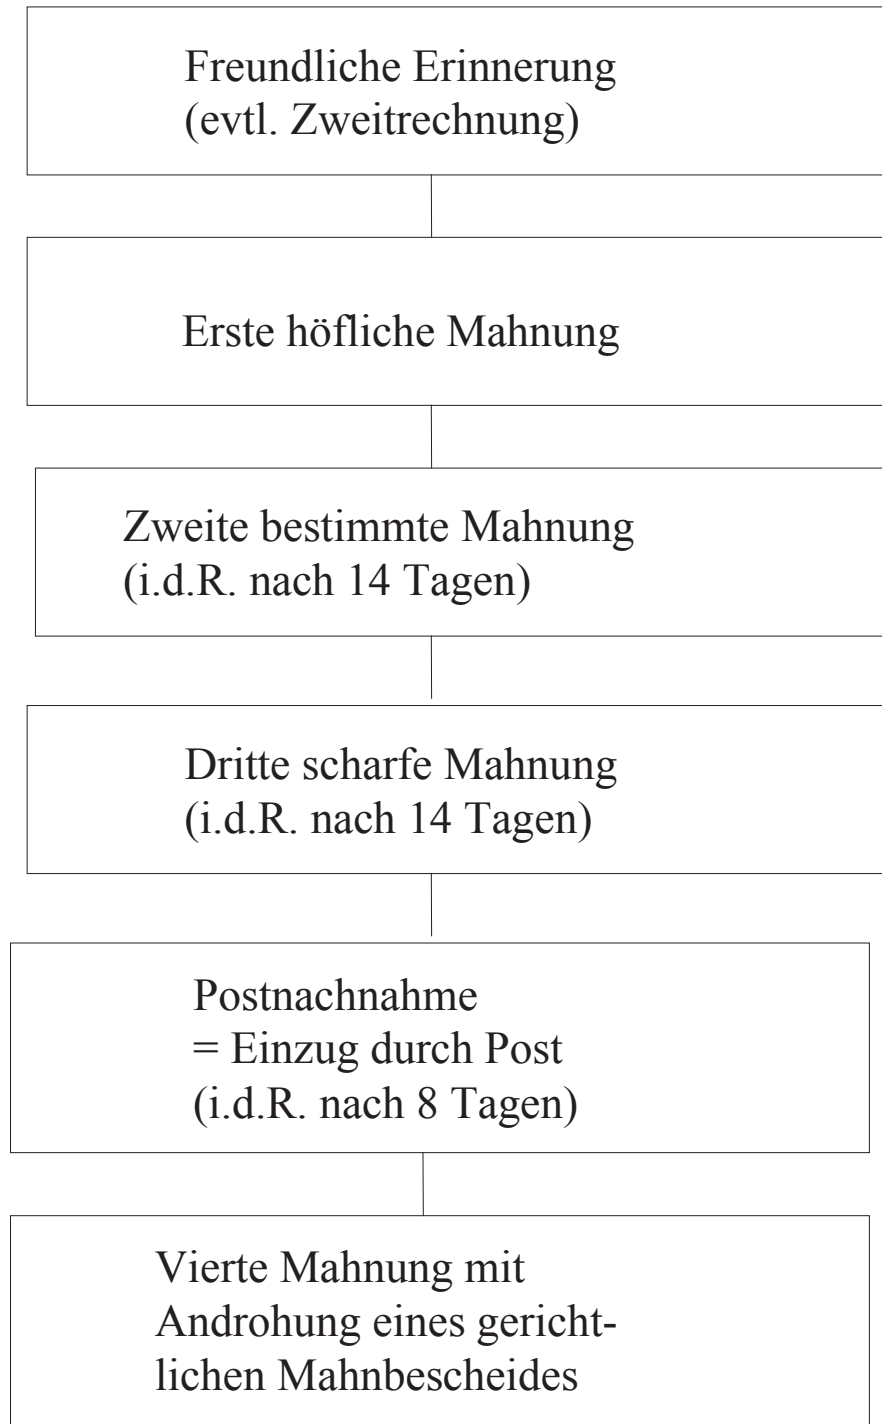 Freundliche Erinnerung
(evtl. Zweitrechnung)
Erste höfliche Mahnung
Zweite bestimmte Mahnung
(i.d.R. nach 14 Tagen)
Dritte scharfe Mahnung
(i.d.R. nach 14 Tagen)
Postnachnahme
= Einzug durch Post
(i.d.R. nach 8 Tagen)
Vierte Mahnung mit
Androhung eines gericht-
lichen Mahnbescheides